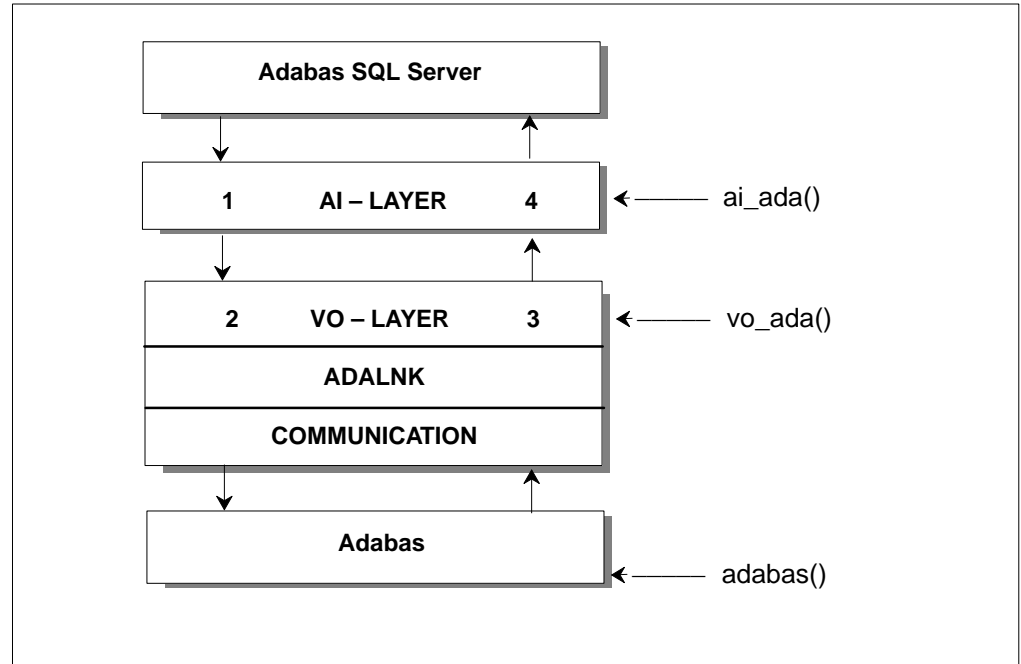 Adabas SQL Server
1 AI – LAYER 4
ai_ada()
2 VO – LAYER 3
vo_ada()
ADALNK
COMMUNICATION
Adabas
adabas()